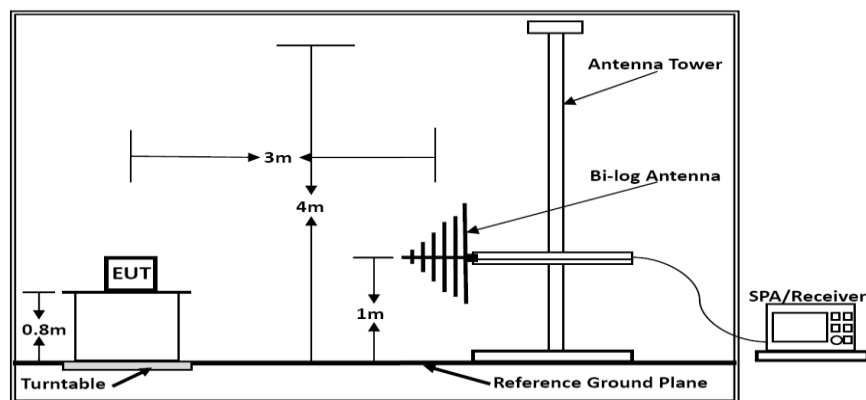 Antenna Tower
3m
Bi-log Antenna
4m
EUT
SPA/Receiver
0.8m
1m
Turntable
Reference Ground Plane